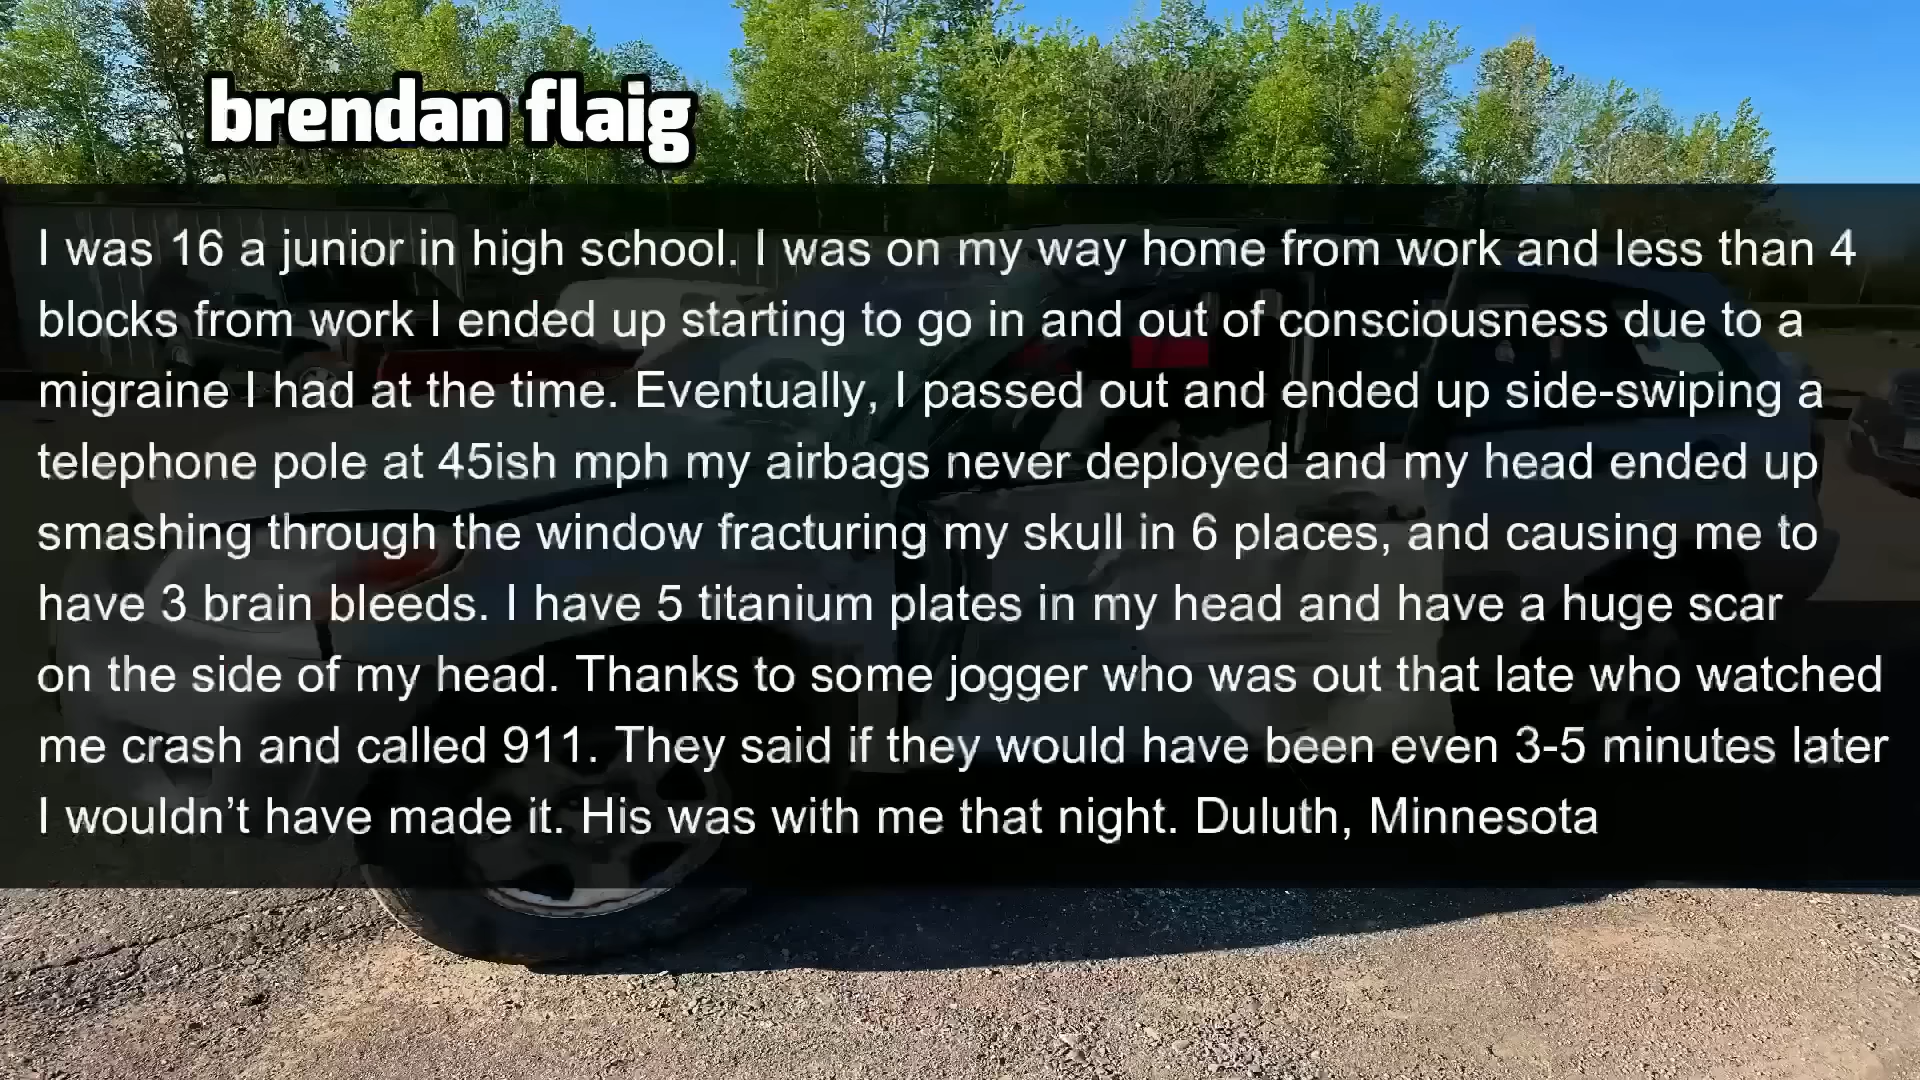 brendan flaig
I was 16 a junior in high school. I was on my way home from work and less than 4
blocks from work I ended up starting to go in and out of consciousness due to a
migraine I had at the time. Eventually, I passed out and ended up side-swiping a
telephone pole at 45ish mph my airbags never deployed and my head ended up
smashing through the window fracturing my skull in 6 places, and causing me to
have 3 brain bleeds. I have 5 titanium plates in my head and have a huge scar
on the side of my head. Thanks to some jogger who was out that late who watched
me crash and called 911. They said if they would have been even 3-5 minutes later
I wouldn’t have made it. His was with me that night. Duluth, Minnesota